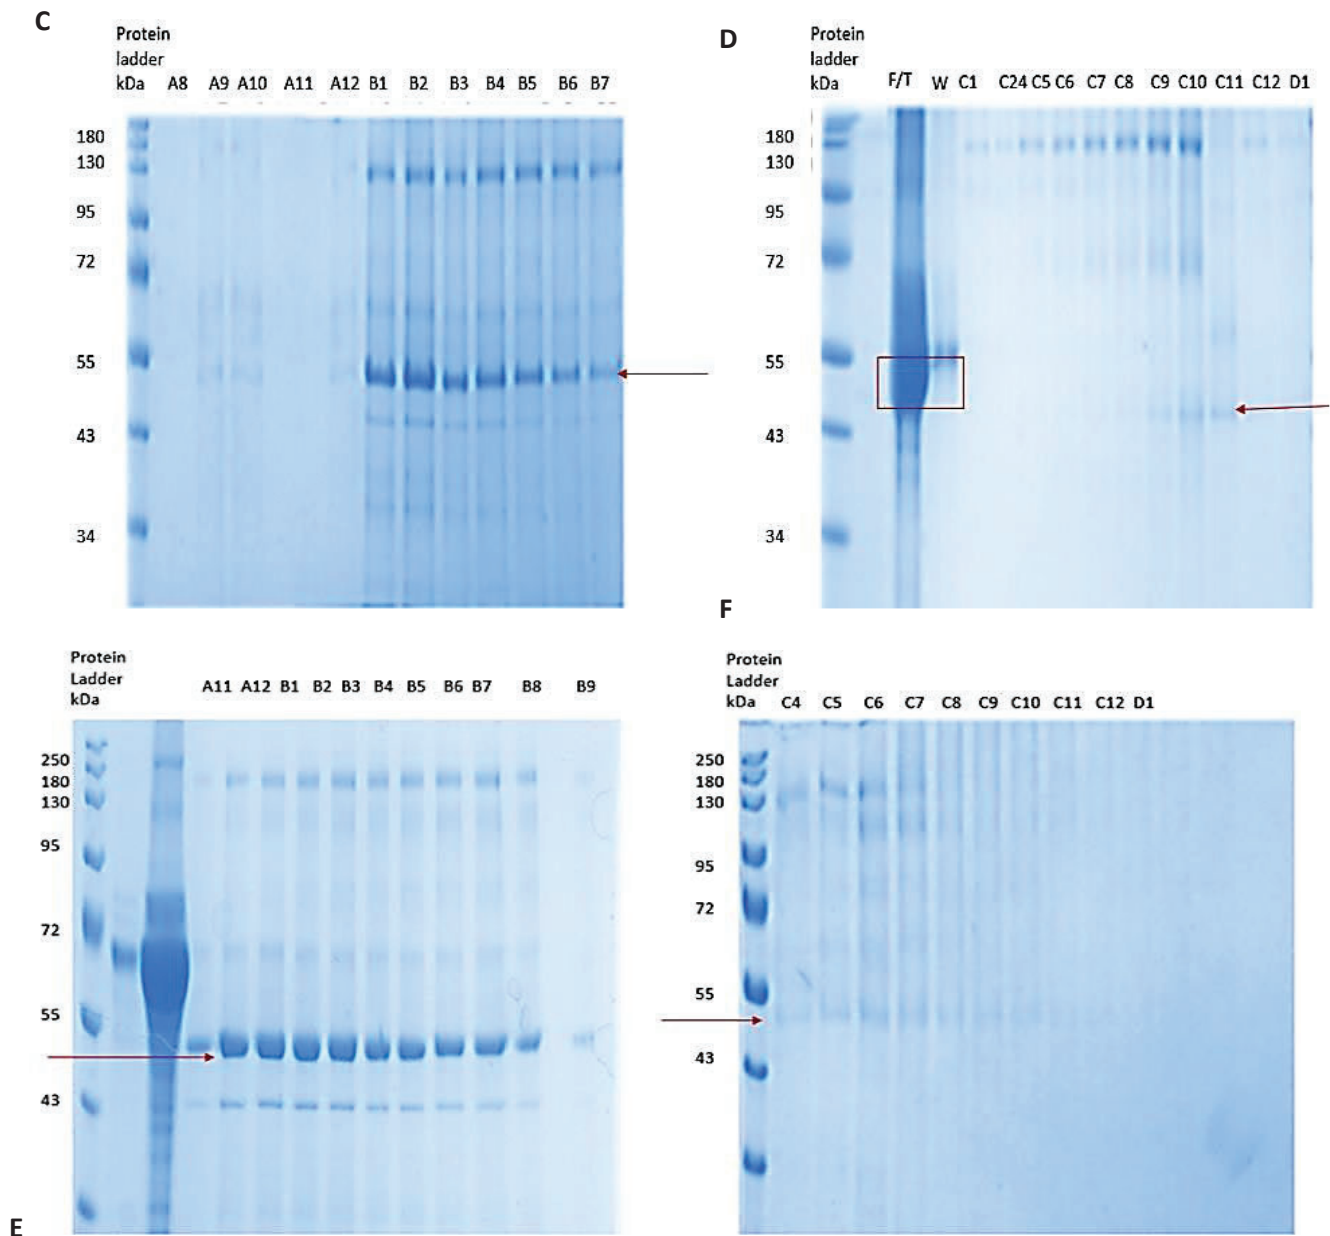 C
Protein
ladder
kDa A8 A9 A10 A11 A12 B1 B2 B3 B4 B5 B6 B7
180
130
95
72
55
43
34
D
Protein
ladder
kDa F/T W C1 C24 C5 C6 C7 C8 C9 C10 C11 C12 D1
180
130
95
72
55
43
34
E
Protein
Ladder
kDa A11 A12 B1 B2 B3 B4 B5 B6 B7 B8 B9
250
180
130
95
72
55
43
F
Protein
Ladder
kDa C4 C5 C6 C7 C8 C9 C10 C11 C12 D1
250
180
130
95
72
55
43